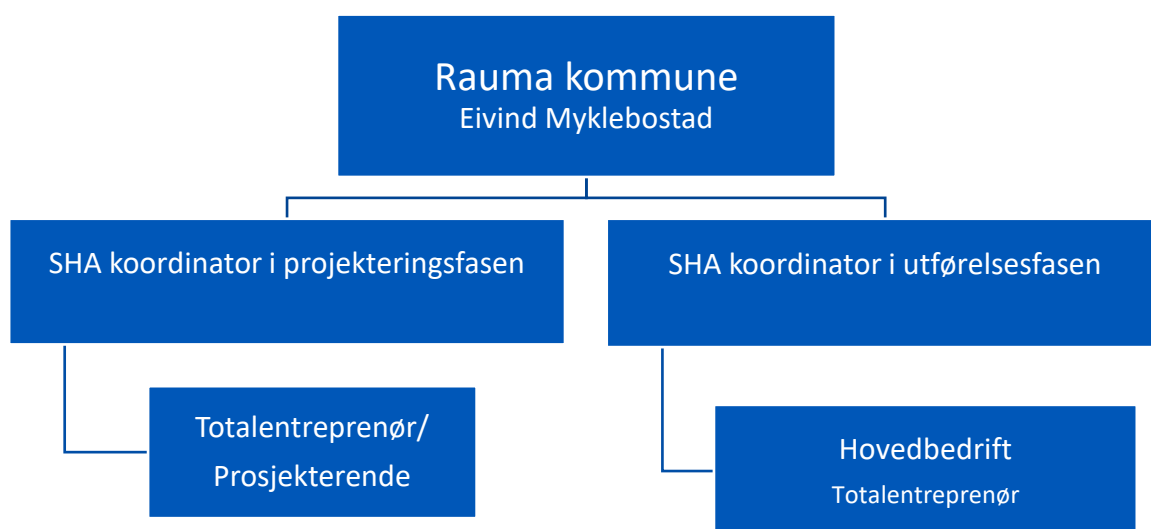 Rauma kommune
Eivind Myklebostad
SHA koordinator i projekteringsfasen
SHA koordinator i utførelsesfasen
Totalentreprenør/
Prosjekterende
Hovedbedrift
Totalentreprenør